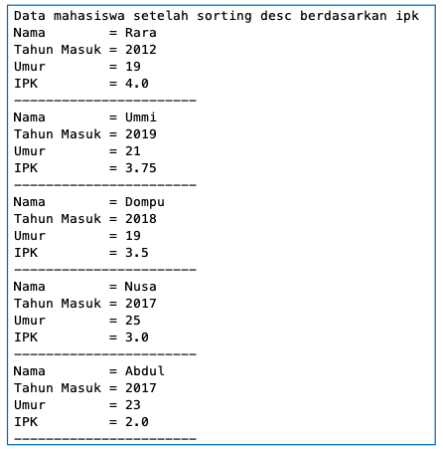 Data mahasiswa setelah sorting desc berdasarkan ipk
Nama        = Rara
Tahun Masuk = 2012
Umur        = 19
IPK         = 4.0
-----------------------
Nama        = Ummi
Tahun Masuk = 2019
Umur        = 21
IPK         = 3.75
-----------------------
Nama        = Dompu
Tahun Masuk = 2018
Umur        = 19
IPK         = 3.5
-----------------------
Nama        = Nusa
Tahun Masuk = 2017
Umur        = 25
IPK         = 3.0
-----------------------
Nama        = Abdul
Tahun Masuk = 2017
Umur        = 23
IPK         = 2.0
-----------------------